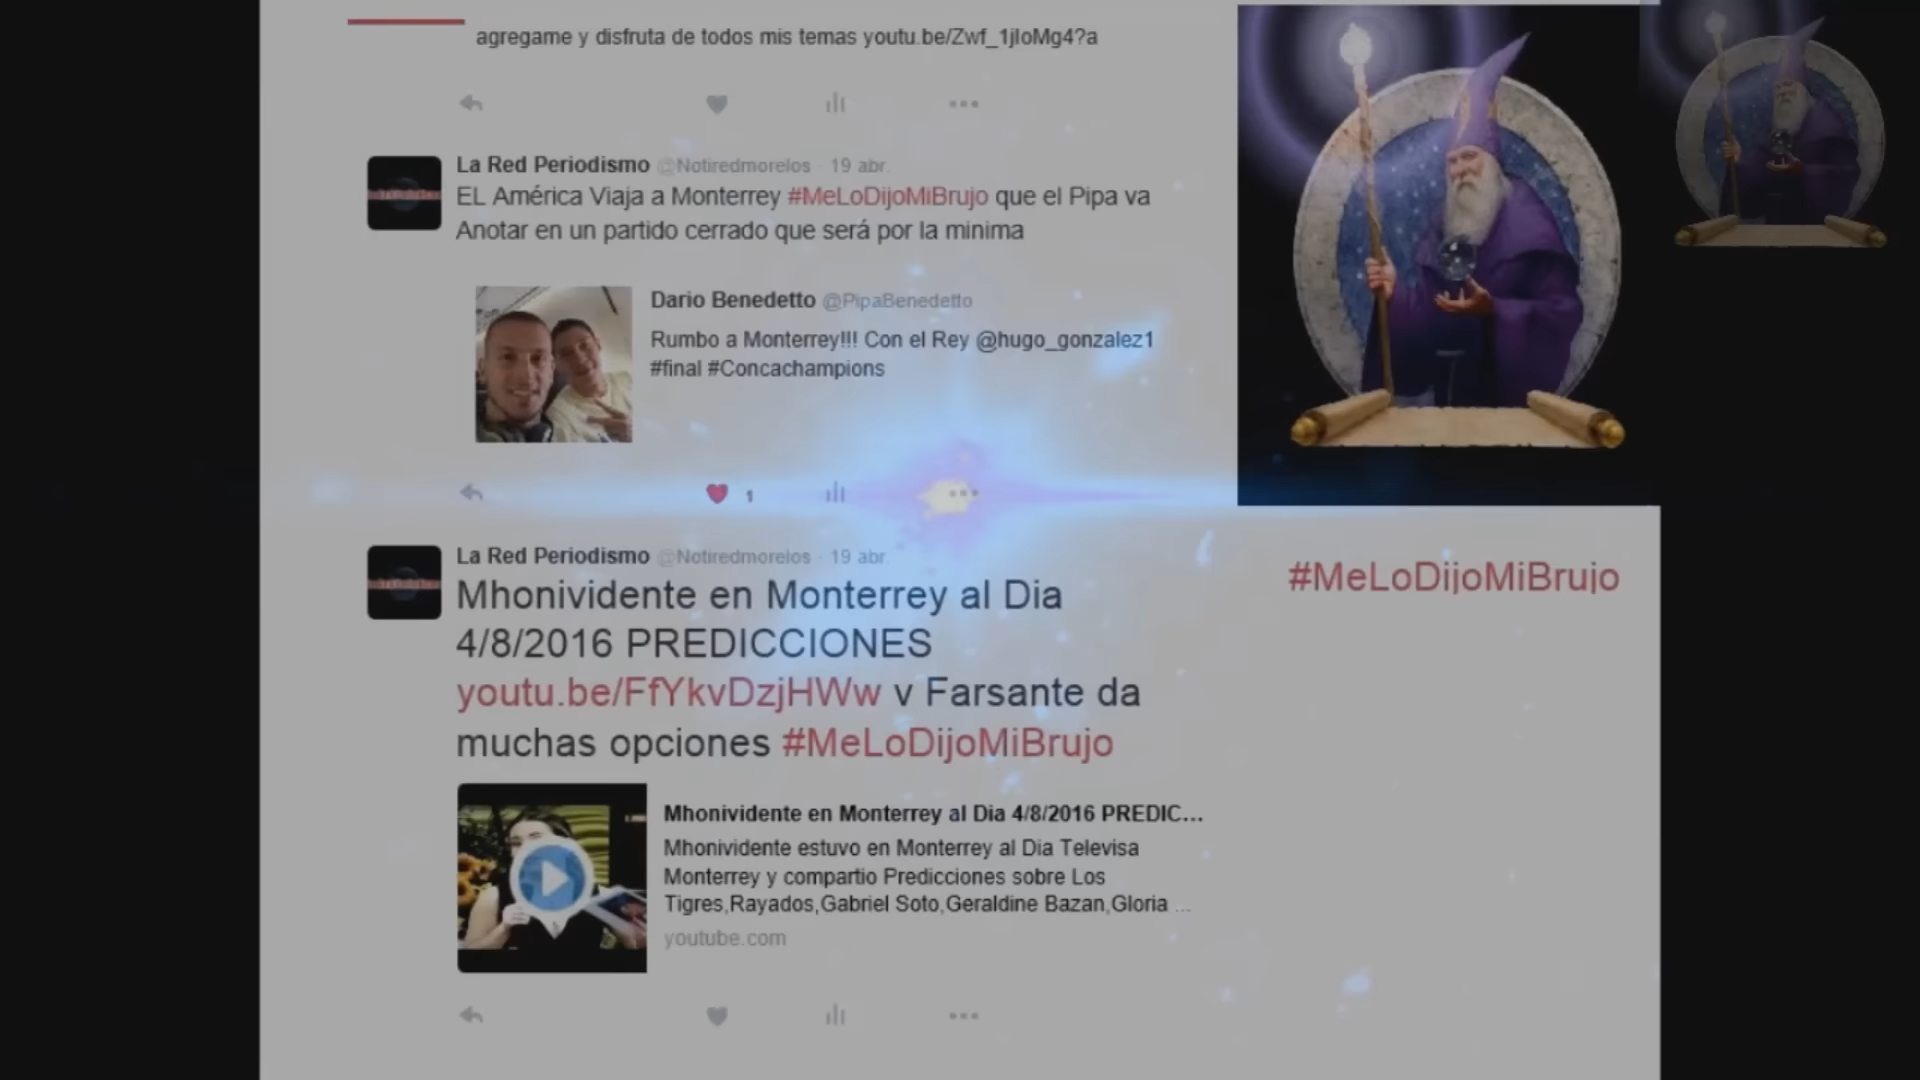 agregame y disfruta de todos mis temas youtu.be/Zwf_1jloMg4?a
La Red Periodismo @Notiredmorelos · 19 abr.
EL América Viaja a Monterrey #MeLoDijoMiBrujo que el Pipa va
Anotar en un partido cerrado que será por la minima
Dario Benedetto @PipaBenedetto
Rumbo a Monterrey!!! Con el Rey @hugo_gonzalez1
#final #Concachampions
1
La Red Periodismo @Notiredmorelos · 19 abr.
Mhonividente en Monterrey al Dia
4/8/2016 PREDICCIONES
youtu.be/FfYkvDzjHWw v Farsante da
muchas opciones #MeLoDijoMiBrujo
Mhonividente en Monterrey al Dia 4/8/2016 PREDIC...
Mhonividente estuvo en Monterrey al Dia Televisa
Monterrey y compartio Predicciones sobre Los
Tigres,Rayados,Gabriel Soto,Geraldine Bazan,Gloria ...
youtube.com
#MeLoDijoMiBrujo